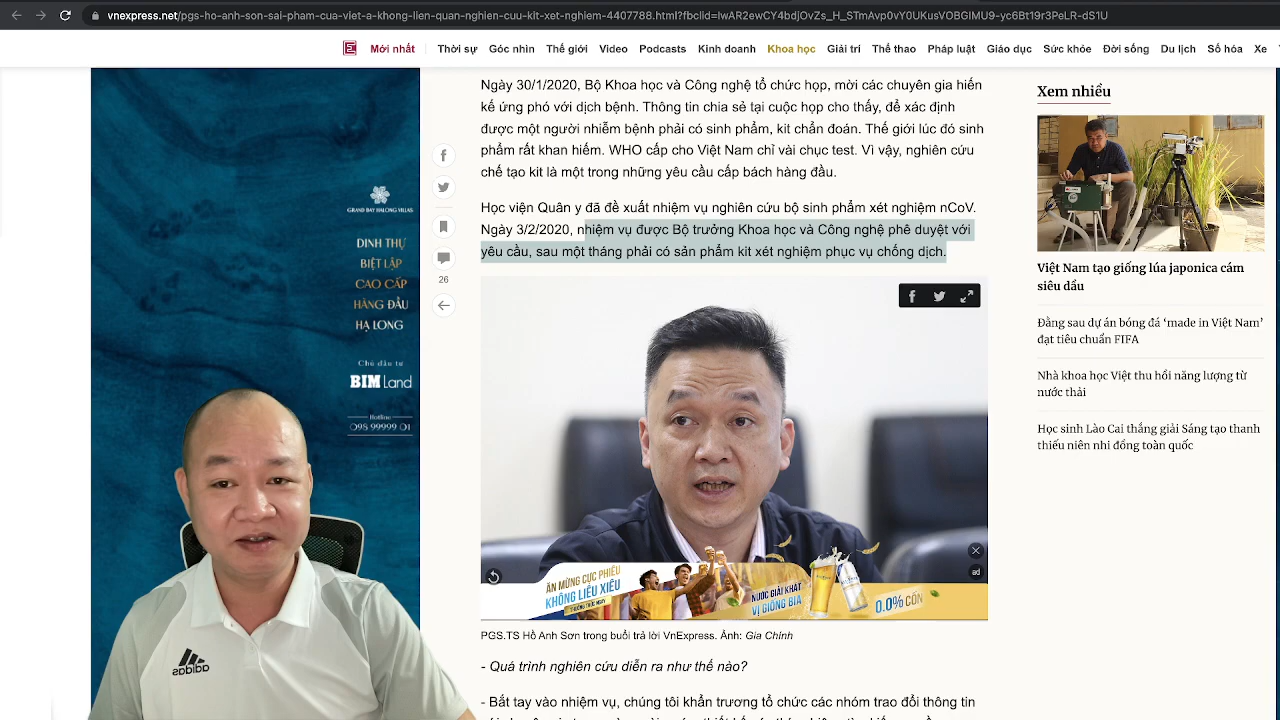 vnexpress.net/pgs-ho-anh-son-sai-pham-cua-viet-a-khong-lien-quan-nghien-cuu-kit-xet-nghiem-4407788.html?fbclid=IwAR2ewCY4bdjOvZs_H_STmAvp0vY0UKusVOBGlMU9-yc6Bt19r3PeLR-dS1U
Mới nhất Thời sự Góc nhìn Thế giới Video Podcasts Kinh doanh Khoa học Giải trí Thể thao Pháp luật Giáo dục Sức khỏe Đời sống Du lịch Số hóa Xe
GRAND BAY HALONG VILLAS
DINH THỰ
BIỆT LẬP
CAO CẤP
HÀNG ĐẦU
HẠ LONG
Chủ đầu tư
BIM Land
Hotline
098 99999 01
adidas
26
Ngày 30/1/2020, Bộ Khoa học và Công nghệ tổ chức họp, mời các chuyên gia hiến
kế ứng phó với dịch bệnh. Thông tin chia sẻ tại cuộc họp cho thấy, để xác định
được một người nhiễm bệnh phải có sinh phẩm, kit chẩn đoán. Thế giới lúc đó sinh
phẩm rất khan hiếm. WHO cấp cho Việt Nam chỉ vài chục test. Vì vậy, nghiên cứu
chế tạo kit là một trong những yêu cầu cấp bách hàng đầu.
Học viện Quân y đã đề xuất nhiệm vụ nghiên cứu bộ sinh phẩm xét nghiệm nCoV.
Ngày 3/2/2020, nhiệm vụ được Bộ trưởng Khoa học và Công nghệ phê duyệt với
yêu cầu, sau một tháng phải có sản phẩm kit xét nghiệm phục vụ chống dịch.
ĂN MỪNG CỰC PHIÊU
KHÔNG LIÊU XIÊU
THƯỞNG THỨC NGAY
NƯỚC GIẢI KHÁT
VỊ GIỐNG BIA
0.0% CỒN
ad
PGS.TS Hồ Anh Sơn trong buổi trả lời VnExpress. Ảnh: Gia Chính
- Quá trình nghiên cứu diễn ra như thế nào?
- Bắt tay vào nhiệm vụ, chúng tôi khẩn trương tổ chức các nhóm trao đổi thông tin
Xem nhiều
Việt Nam tạo giống lúa japonica cám
siêu dầu
Đằng sau dự án bóng đá ‘made in Việt Nam’
đạt tiêu chuẩn FIFA
Nhà khoa học Việt thu hồi năng lượng từ
nước thải
Học sinh Lào Cai thắng giải Sáng tạo thanh
thiếu niên nhi đồng toàn quốc